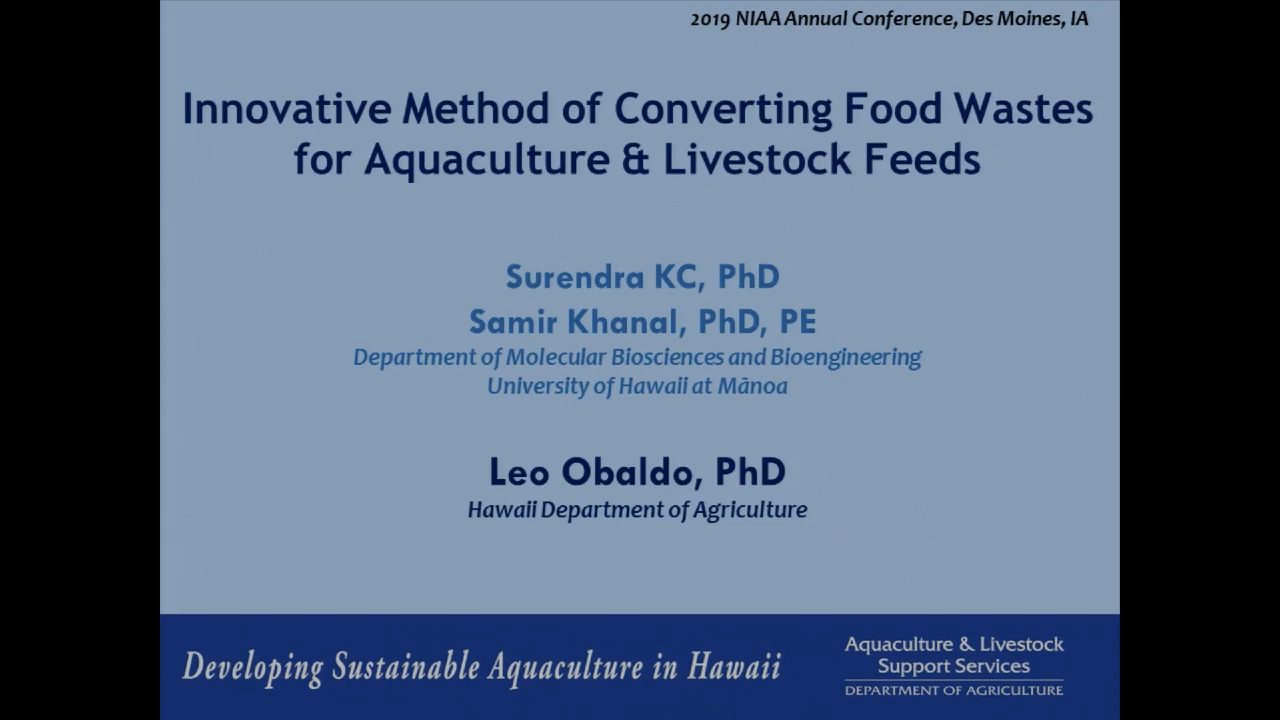 2019 NIAA Annual Conference, Des Moines, IA
Innovative Method of Converting Food Wastes
for Aquaculture & Livestock Feeds
Surendra KC, PhD
Samir Khanal, PhD, PE
Department of Molecular Biosciences and Bioengineering
University of Hawaii at Mānoa
Leo Obaldo, PhD
Hawaii Department of Agriculture
Developing Sustainable Aquaculture in Hawaii
Aquaculture & Livestock
Support Services
DEPARTMENT OF AGRICULTURE